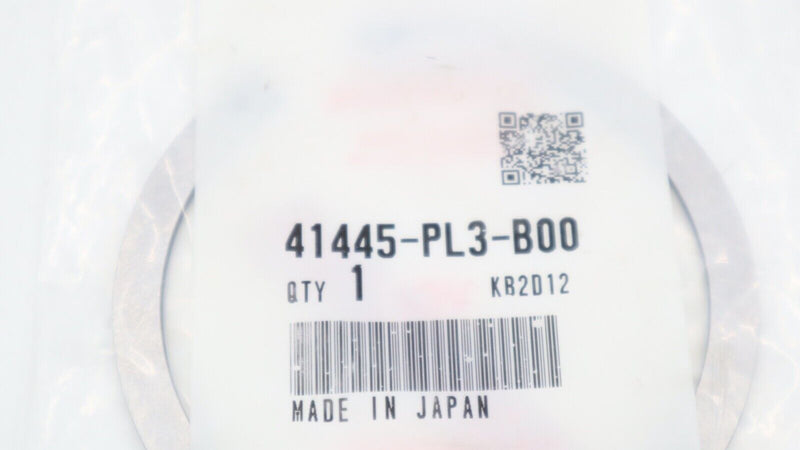 41445-PL3-B00
QTY 1 KB2D12
MADE IN JAPAN